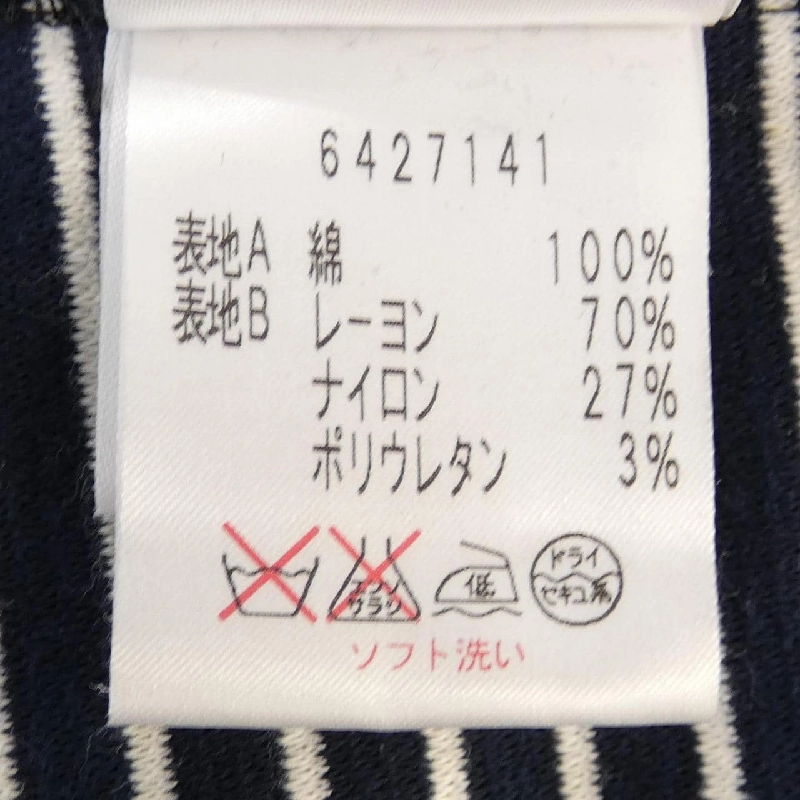 6427141
表地A 綿 100%
表地B レーヨン 70%
ナイロン 27%
ポリウレタン 3%
エンソ
サラシ
低
ドライ
セキユ系
ソフト洗い